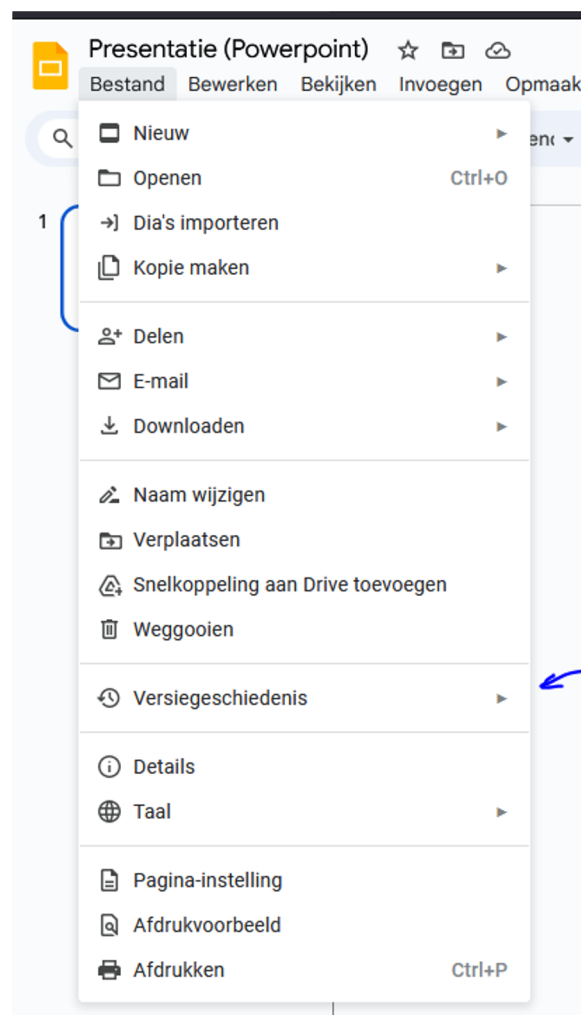 Presentatie (Powerpoint)
Bestand Bewerken Bekijken Invoegen Opmaak
Nieuw
Openen Ctrl+O
1 Dia's importeren
Kopie maken
Delen
E-mail
Downloaden
Naam wijzigen
Verplaatsen
Snelkoppeling aan Drive toevoegen
Weggooien
Versiegeschiedenis
Details
Taal
Pagina-instelling
Afdrukvoorbeeld
Afdrukken Ctrl+P